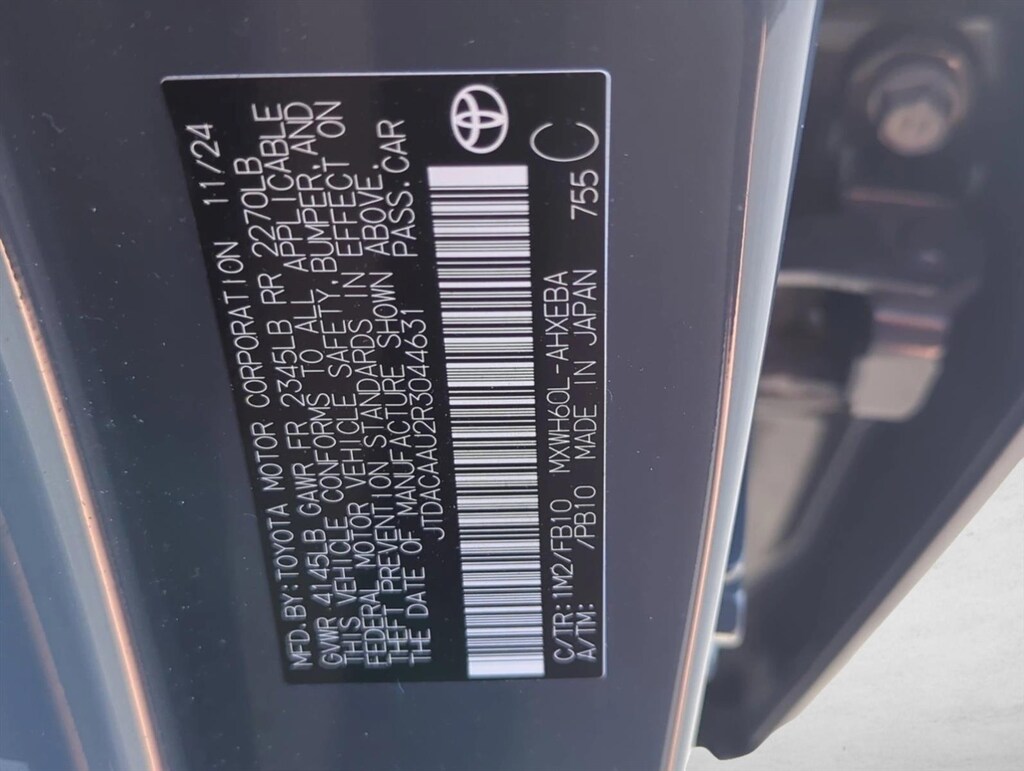 MFD.BY:TOYOTA MOTOR CORPORATION 11/24
GVWR 4145LB GAWR FR 2345LB RR 2270LB
THIS VEHICLE CONFORMS TO ALL APPLICABLE
FEDERAL MOTOR VEHICLE SAFETY,BUMPER,AND
THEFT PREVENTION STANDARDS IN EFFECT ON
THE DATE OF MANUFACTURE SHOWN ABOVE.
JTDACAAU2R3044631 PASS.CAR
C/TR:1M2/FB10 MXWH60L-AHXEBA
A/TM: /PB10 MADE IN JAPAN 755
C